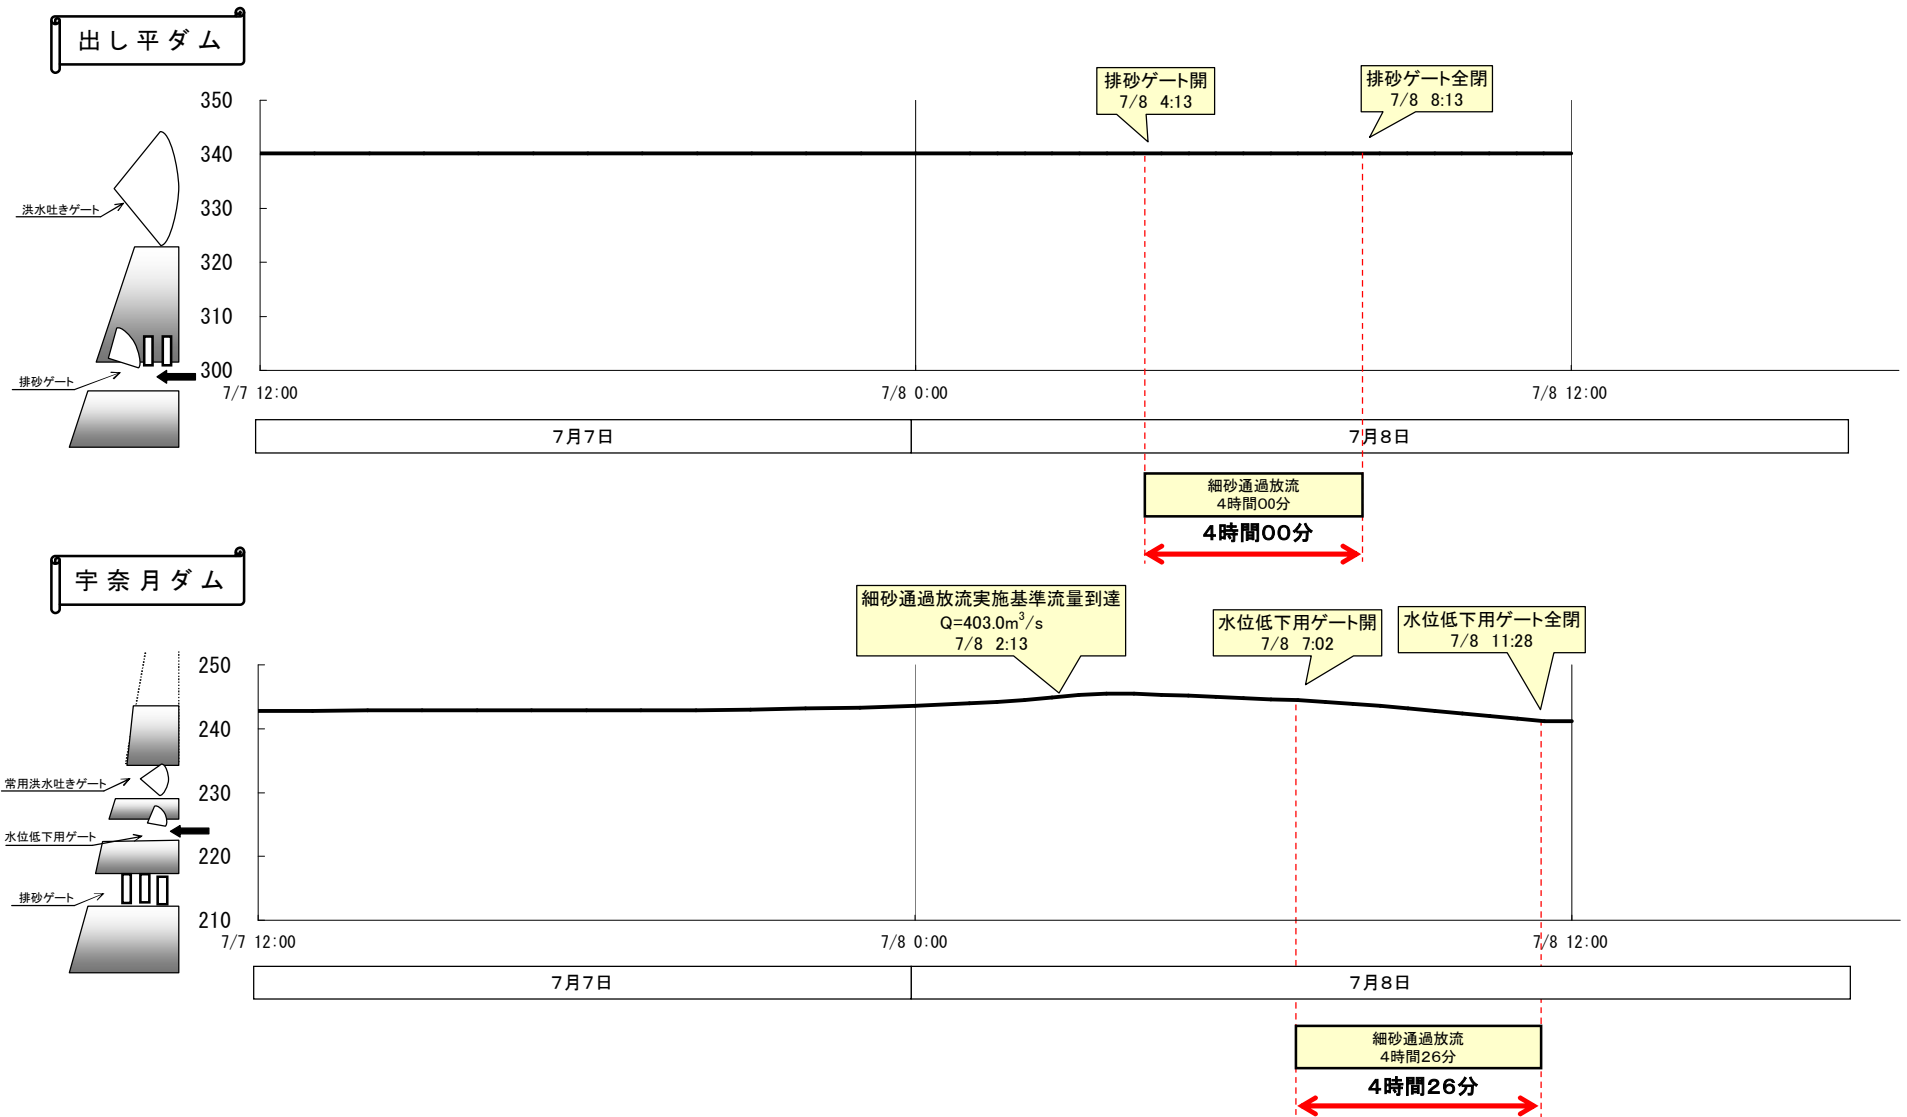 出し平ダム
排砂ゲート開
7/8 4:13
排砂ゲート全閉
7/8 8:13
350
340
330
320
310
300
洪水吐きゲート
排砂ゲート
7/7 12:00
7/8 0:00
7/8 12:00
7月7日
7月8日
細砂通過放流
4時間00分
4時間00分
宇奈月ダム
細砂通過放流実施基準流量到達
Q=403.0m³/s
7/8 2:13
水位低下用ゲート開
7/8 7:02
水位低下用ゲート全閉
7/8 11:28
250
240
230
220
210
常用洪水吐きゲート
水位低下用ゲート
排砂ゲート
7/7 12:00
7/8 0:00
7/8 12:00
7月7日
7月8日
細砂通過放流
4時間26分
4時間26分